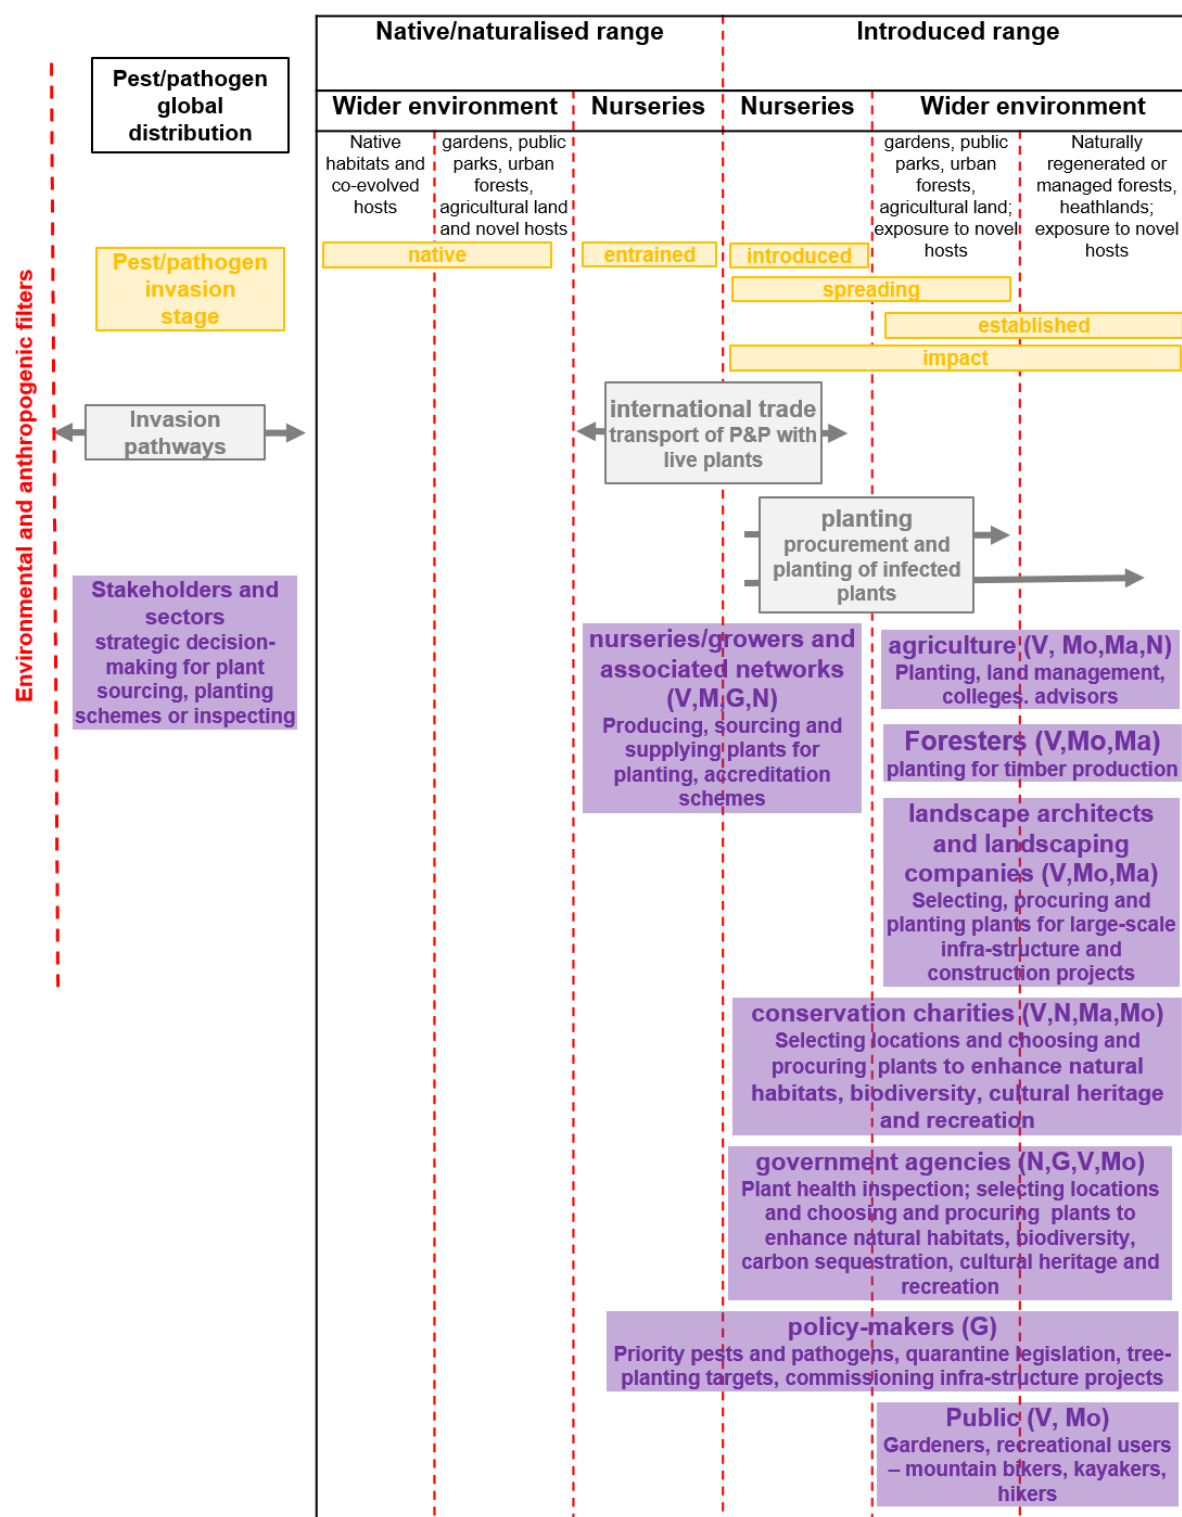 Native/naturalised range
Introduced range
Pest/pathogen
global
distribution
Wider environment
Nurseries
Nurseries
Wider environment
Native
habitats and
co-evolved
hosts
gardens, public
parks, urban
forests,
agricultural land
and novel hosts
gardens, public
parks, urban
forests,
agricultural land;
exposure to novel
hosts
Naturally
regenerated or
managed forests,
heathlands;
exposure to novel
hosts
Environmental and anthropogenic filters
Pest/pathogen
invasion
stage
native
entrained
introduced
spreading
established
impact
Invasion
pathways
international trade
transport of P&P with
live plants
planting
procurement and
planting of infected
plants
Stakeholders and
sectors
strategic decision-
making for plant
sourcing, planting
schemes or inspecting
nurseries/growers and
associated networks
(V,M,G,N)
Producing, sourcing and
supplying plants for
planting, accreditation
schemes
agriculture (V, Mo,Ma,N)
Planting, land management,
colleges. advisors
Foresters (V,Mo,Ma)
planting for timber production
landscape architects
and landscaping
companies (V,Mo,Ma)
Selecting, procuring and
planting plants for large-scale
infra-structure and
construction projects
conservation charities (V,N,Ma,Mo)
Selecting locations and choosing and
procuring plants to enhance natural
habitats, biodiversity, cultural heritage
and recreation
government agencies (N,G,V,Mo)
Plant health inspection; selecting locations
and choosing and procuring plants to
enhance natural habitats, biodiversity,
carbon sequestration, cultural heritage and
recreation
policy-makers (G)
Priority pests and pathogens, quarantine legislation, tree-
planting targets, commissioning infra-structure projects
Public (V, Mo)
Gardeners, recreational users
– mountain bikers, kayakers,
hikers